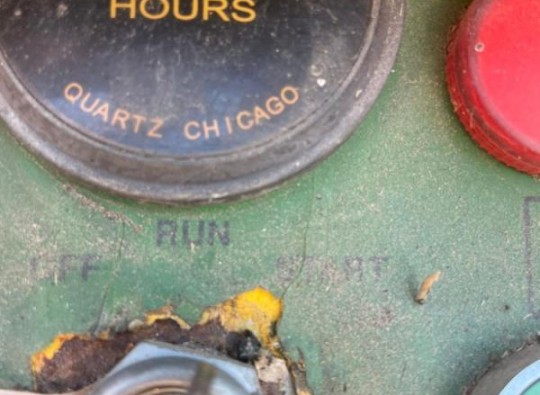 HOURS
QUARTZ CHICAGO
RUN
OFF START